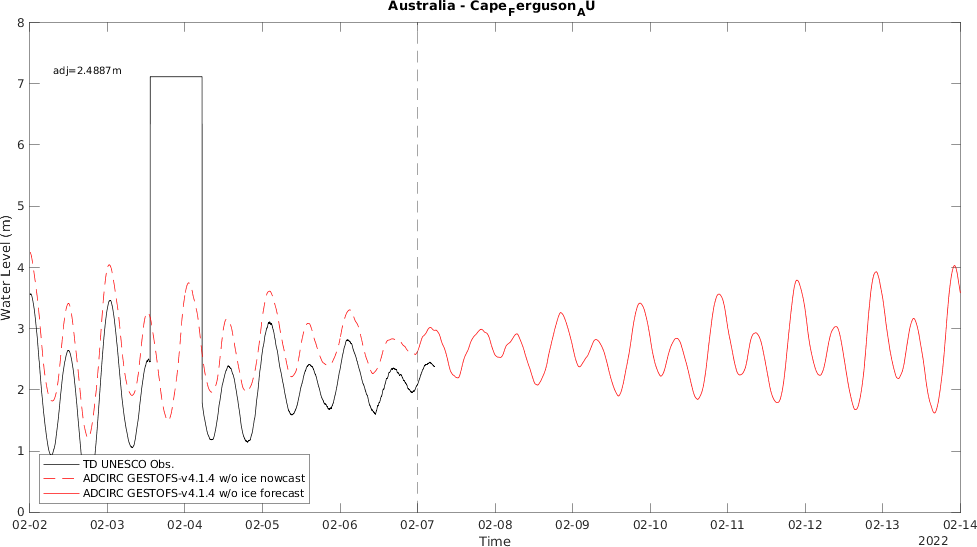 Australia - Cape_Ferguson_AU
8
adj=2.4887m
7
6
5
4
3
2
1
0
Water Level (m)
TD UNESCO Obs.
ADCIRC GESTOFS-v4.1.4 w/o ice nowcast
ADCIRC GESTOFS-v4.1.4 w/o ice forecast
02-02 02-03 02-04 02-05 02-06 02-07 02-08 02-09 02-10 02-11 02-12 02-13 02-14
Time
2022